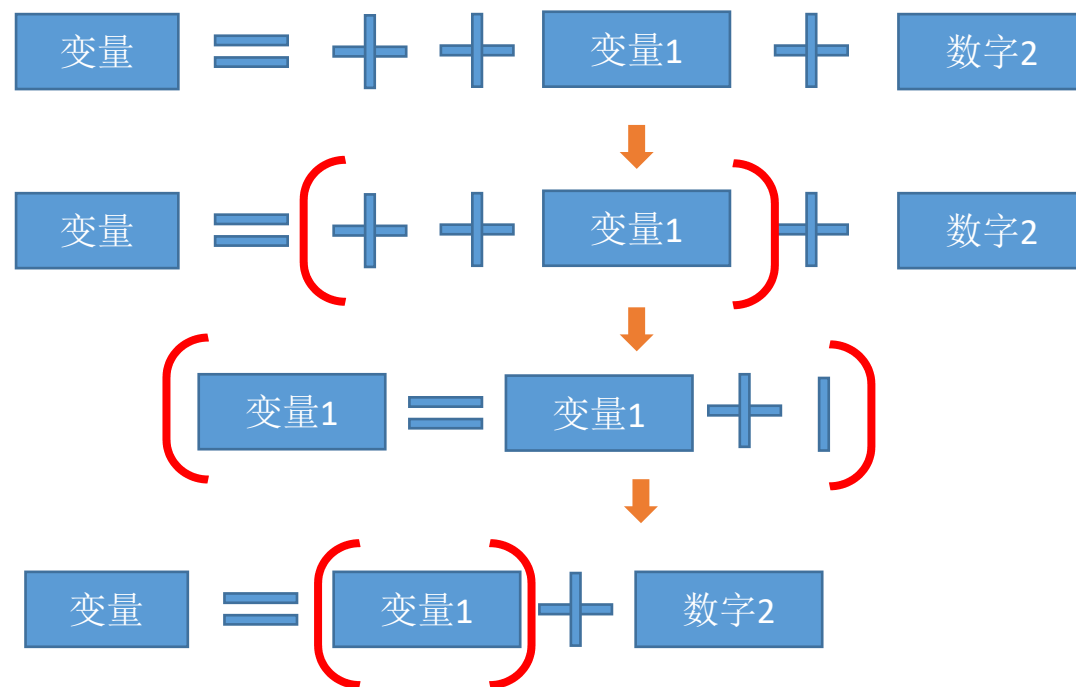 变量 = + + 变量1 + 数字2
变量 = ( + + 变量1 ) + 数字2
( 变量1 = 变量1 + 1 )
变量 = ( 变量1 ) + 数字2